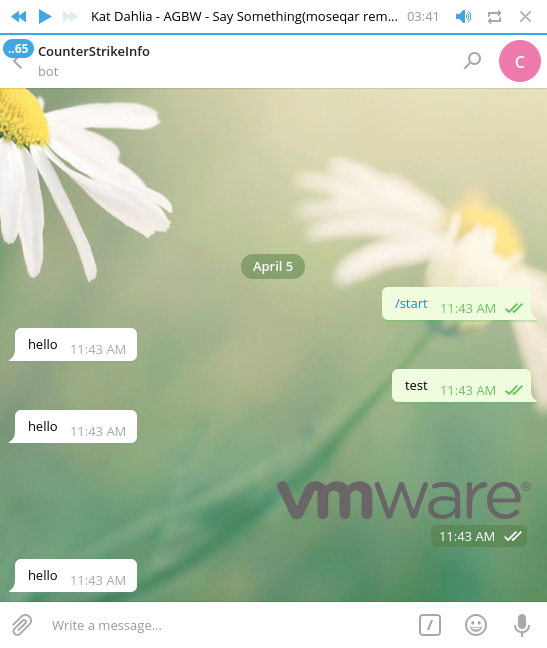 Kat Dahlia - AGBW - Say Something(moseqar rem... 03:41
..65
CounterStrikeInfo
bot
C
April 5
/start 11:43 AM
hello 11:43 AM
test 11:43 AM
hello 11:43 AM
vmware®
11:43 AM
hello 11:43 AM
/
Write a message...